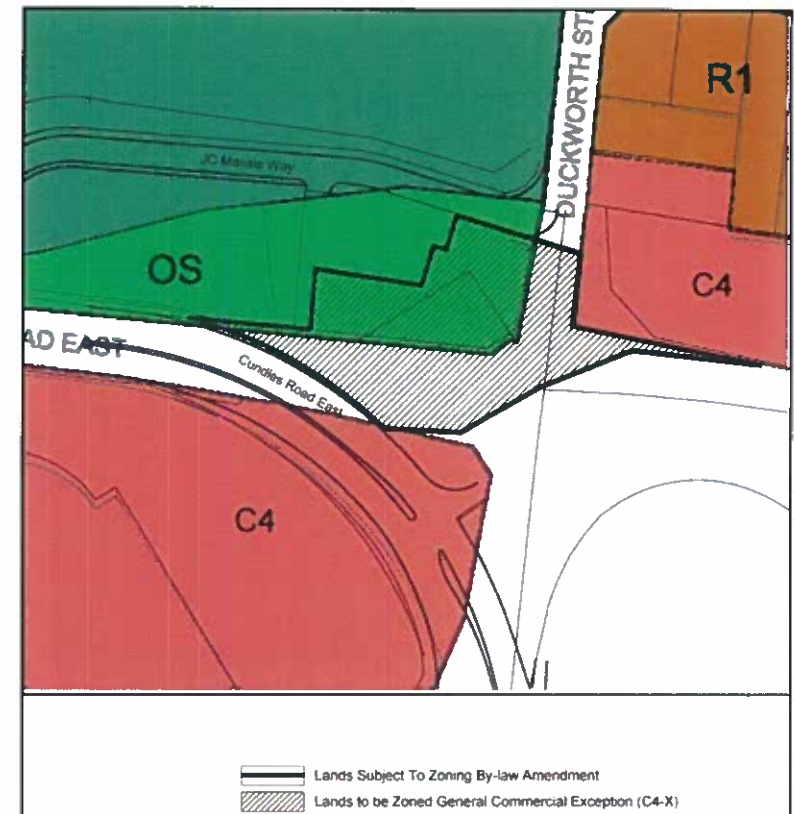 DUCKWORTH ST
R1
JC Massie Way
OS
C4
AD EAST
Cundles Road East
C4
Lands Subject To Zoning By-law Amendment
Lands to be Zoned General Commercial Exception (C4-X)